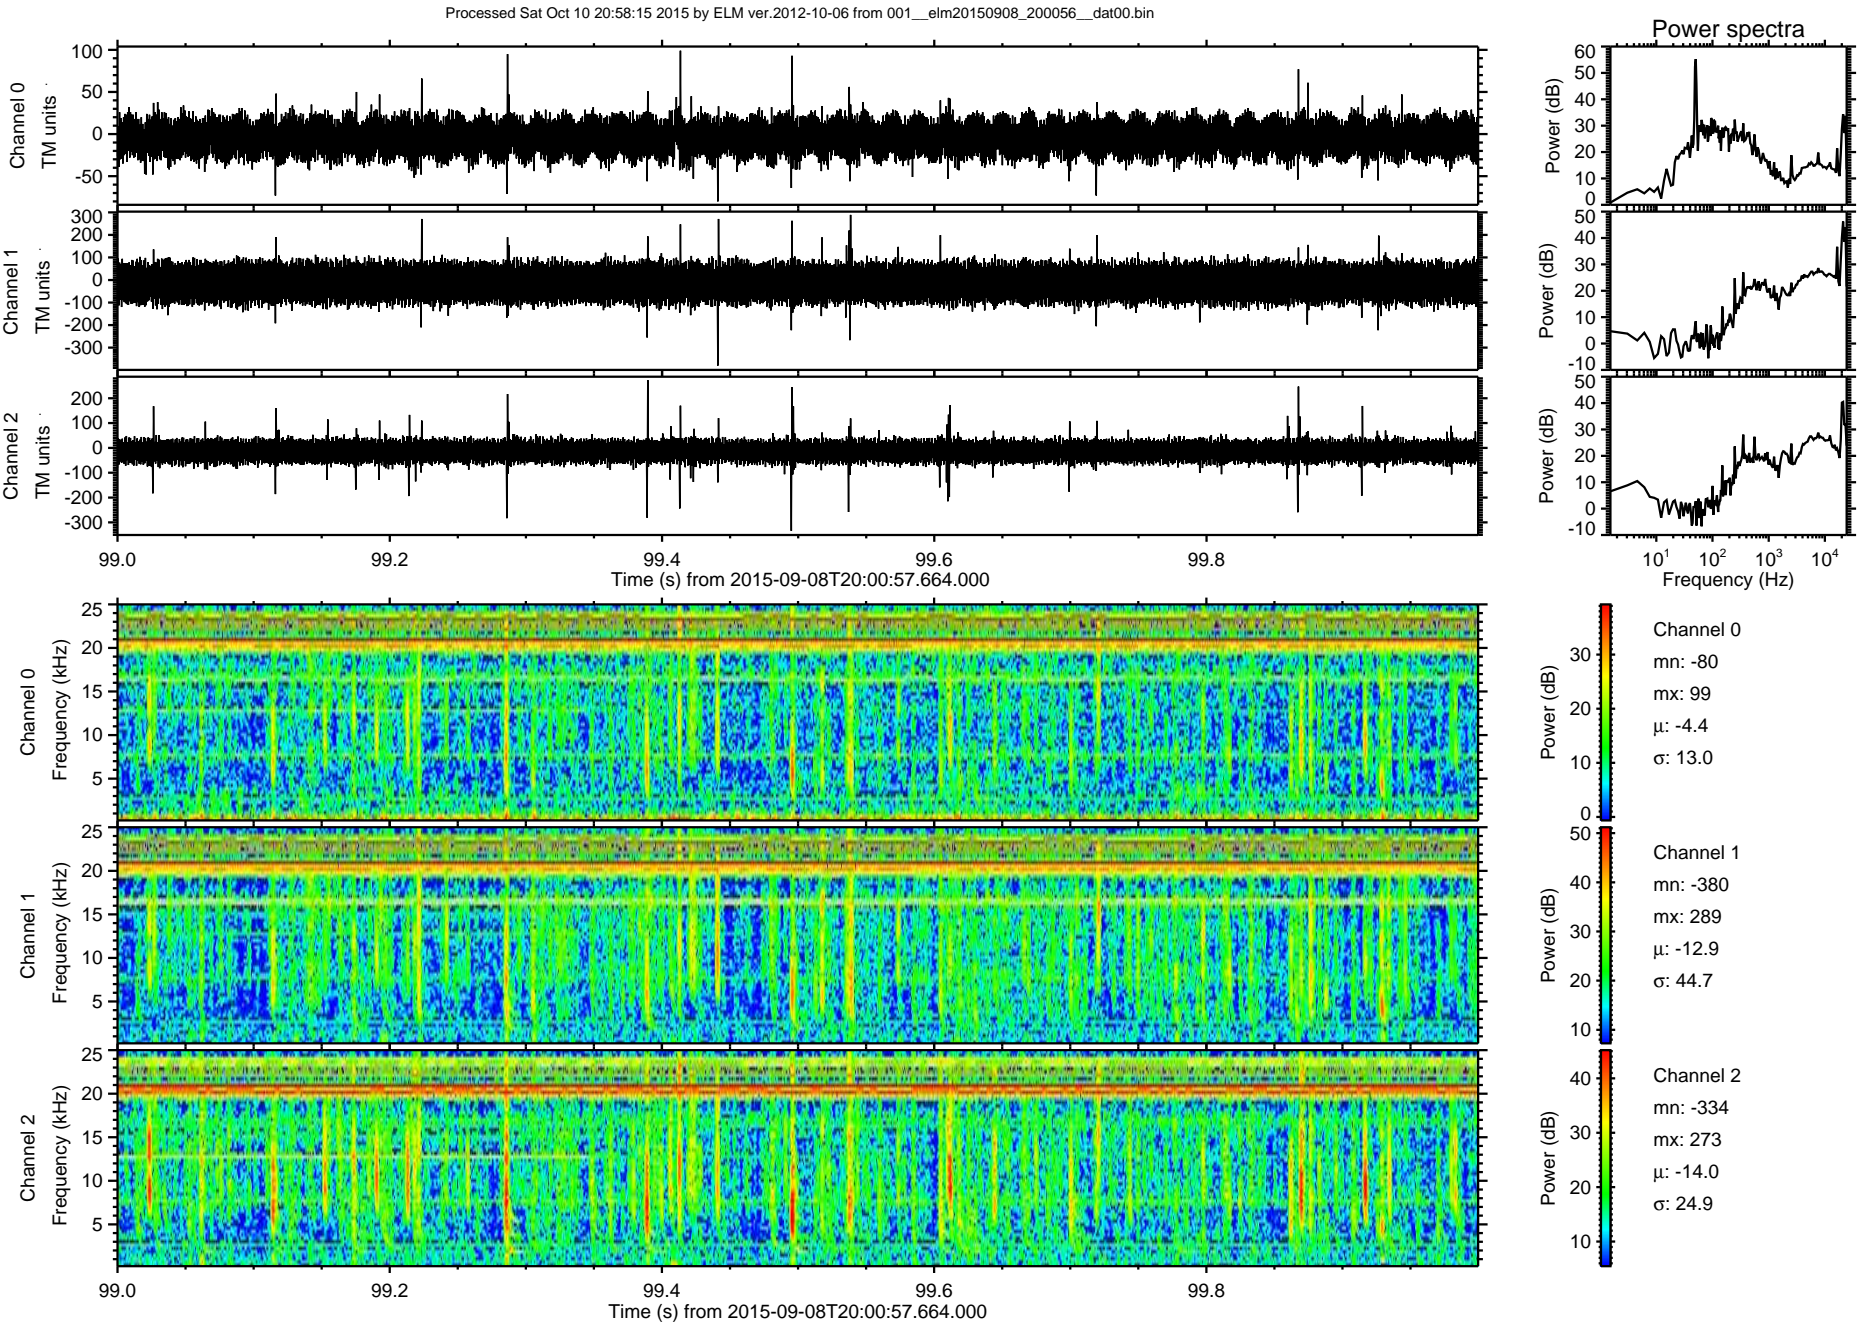 Processed Sat Oct 10 20:58:15 2015 by ELM ver.2012-10-06 from 001__elm20150908_200056__dat00.bin
Power spectra
Channel 0
TM units
100
50
0
-50
Power (dB)
60
50
40
30
20
10
0
Channel 1
TM units
300
200
100
0
-100
-200
-300
Power (dB)
50
40
30
20
10
0
-10
Channel 2
TM units
200
100
0
-100
-200
-300
Power (dB)
50
40
30
20
10
0
-10
99.0 99.2 99.4 99.6 99.8
Time (s) from 2015-09-08T20:00:57.664.000
10¹ 10² 10³ 10⁴
Frequency (Hz)
Channel 0
Frequency (kHz)
25
20
15
10
5
Power (dB)
30
20
10
0
Channel 0
mn: -80
mx: 99
μ: -4.4
σ: 13.0
Channel 1
Frequency (kHz)
25
20
15
10
5
Power (dB)
50
40
30
20
10
Channel 1
mn: -380
mx: 289
μ: -12.9
σ: 44.7
Channel 2
Frequency (kHz)
25
20
15
10
5
Power (dB)
40
30
20
10
Channel 2
mn: -334
mx: 273
μ: -14.0
σ: 24.9
99.0 99.2 99.4 99.6 99.8
Time (s) from 2015-09-08T20:00:57.664.000